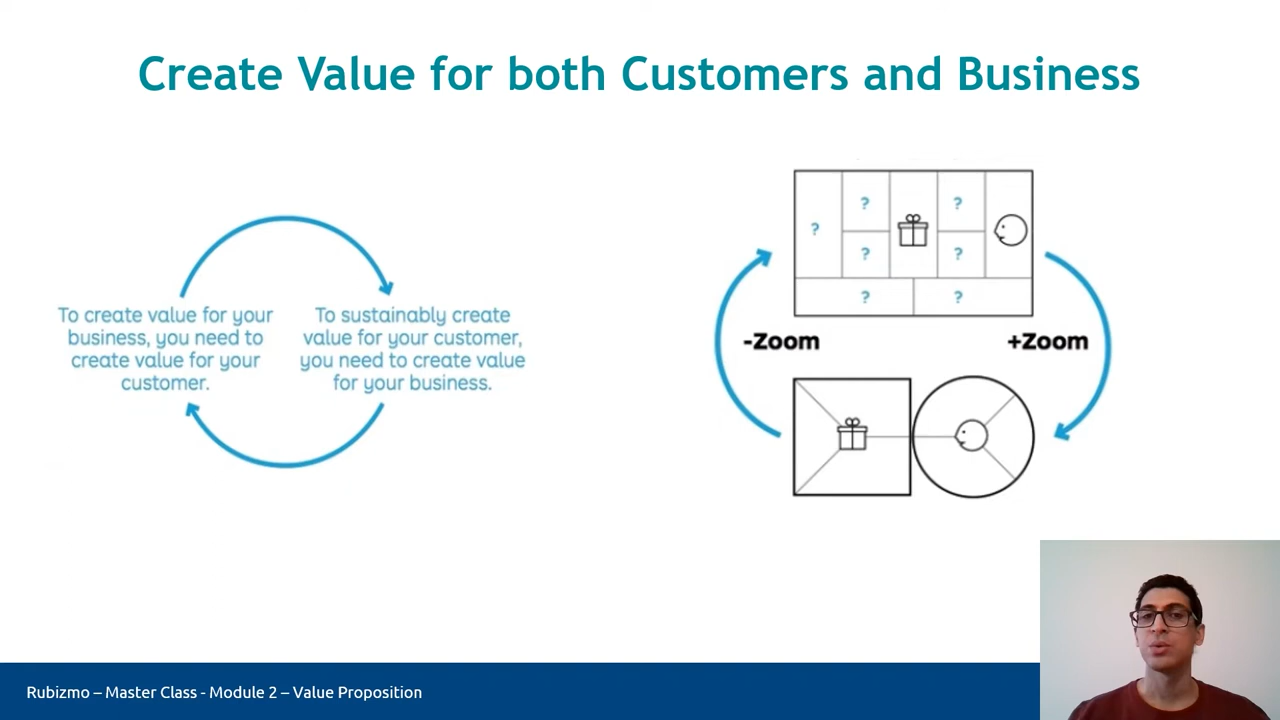 Create Value for both Customers and Business
To create value for your
business, you need to
create value for your
customer.
To sustainably create
value for your customer,
you need to create value
for your business.
? ? ?
?
? ?
? ?
-Zoom +Zoom
Rubizmo – Master Class - Module 2 – Value Proposition